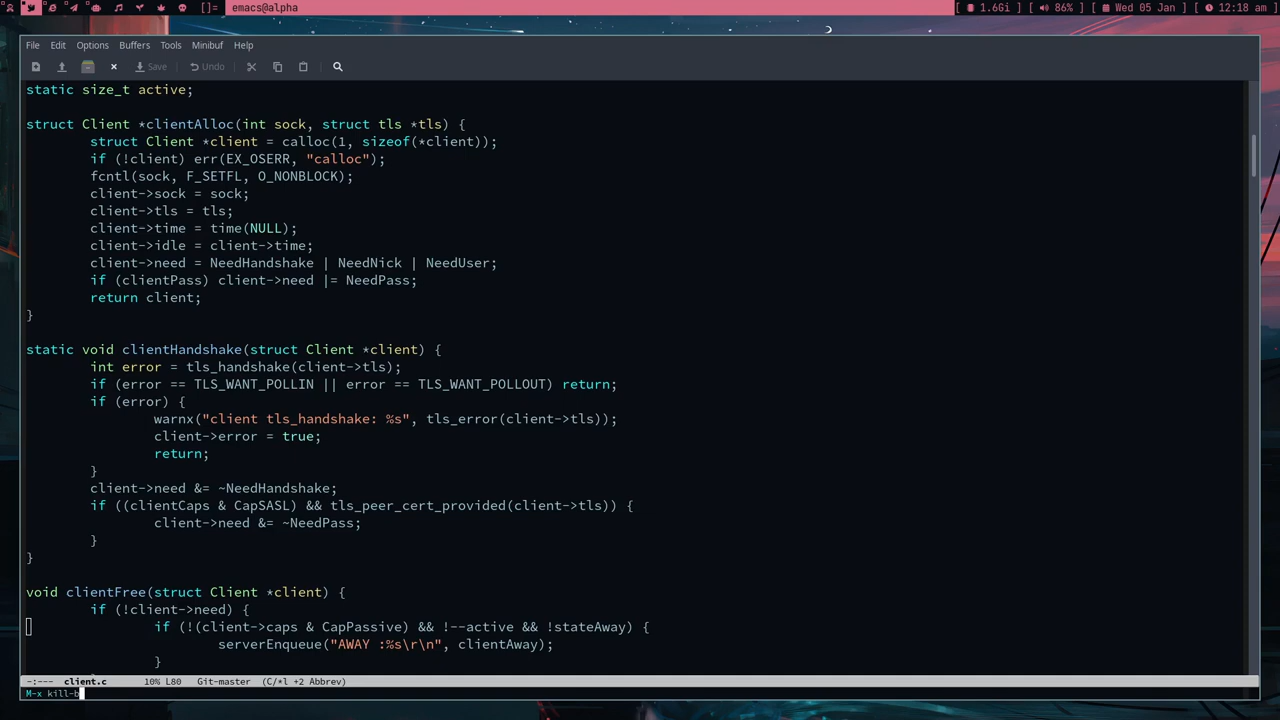 []= emacs@alpha 1.6Gi | 86% | Wed 05 Jan | 12:18 am
File Edit Options Buffers Tools Minibuf Help
Save Undo
static size_t active;
struct Client *clientAlloc(int sock, struct tls *tls) {
struct Client *client = calloc(1, sizeof(*client));
if (!client) err(EX_OSERR, "calloc");
fcntl(sock, F_SETFL, O_NONBLOCK);
client->sock = sock;
client->tls = tls;
client->time = time(NULL);
client->idle = client->time;
client->need = NeedHandshake | NeedNick | NeedUser;
if (clientPass) client->need |= NeedPass;
return client;
}
static void clientHandshake(struct Client *client) {
int error = tls_handshake(client->tls);
if (error == TLS_WANT_POLLIN || error == TLS_WANT_POLLOUT) return;
if (error) {
warnx("client tls_handshake: %s", tls_error(client->tls));
client->error = true;
return;
}
client->need &= ~NeedHandshake;
if ((clientCaps & CapSASL) && tls_peer_cert_provided(client->tls)) {
client->need &= ~NeedPass;
}
}
void clientFree(struct Client *client) {
if (!client->need) {
if (!(client->caps & CapPassive) && !--active && !stateAway) {
serverEnqueue("AWAY :%s\r\n", clientAway);
}
-:--- client.c 10% L80 Git-master (C/*l +2 Abbrev)
M-x kill-b